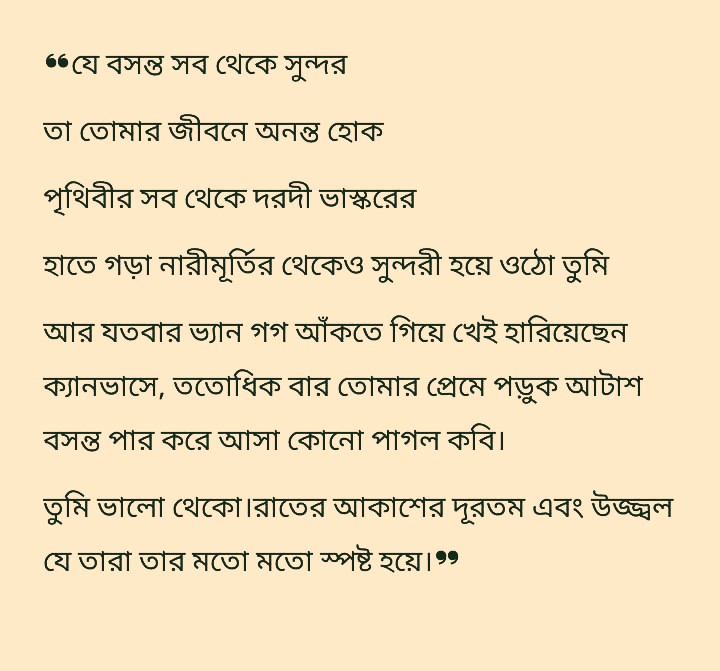 ❝যে বসন্ত সব থেকে সুন্দর
তা তোমার জীবনে অনন্ত হোক
পৃথিবীর সব থেকে দরদী ভাস্করের
হাতে গড়া নারীমূর্তির থেকেও সুন্দরী হয়ে ওঠো তুমি
আর যতবার ভ্যান গগ আঁকতে গিয়ে খেই হারিয়েছেন
ক্যানভাসে, ততোধিক বার তোমার প্রেমে পড়ুক আটাশ
বসন্ত পার করে আসা কোনো পাগল কবি।
তুমি ভালো থেকো।রাতের আকাশের দূরতম এবং উজ্জ্বল
যে তারা তার মতো মতো স্পষ্ট হয়ে।❞